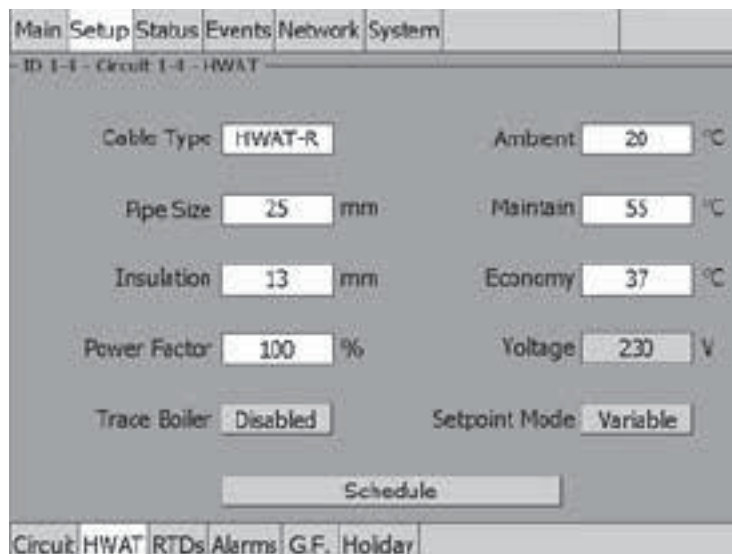 Main Setup Status Events Network System
ID 1-4 - Circuit 1-4 - HWAT
Cable Type HWAT-R Ambient 20 °C
Pipe Size 25 mm Maintain 55 °C
Insulation 13 mm Economy 37 °C
Power Factor 100 % Voltage 230 V
Trace Boiler Disabled Setpoint Mode Variable
Schedule
Circuit HWAT RTDs Alarms G.F. Holiday